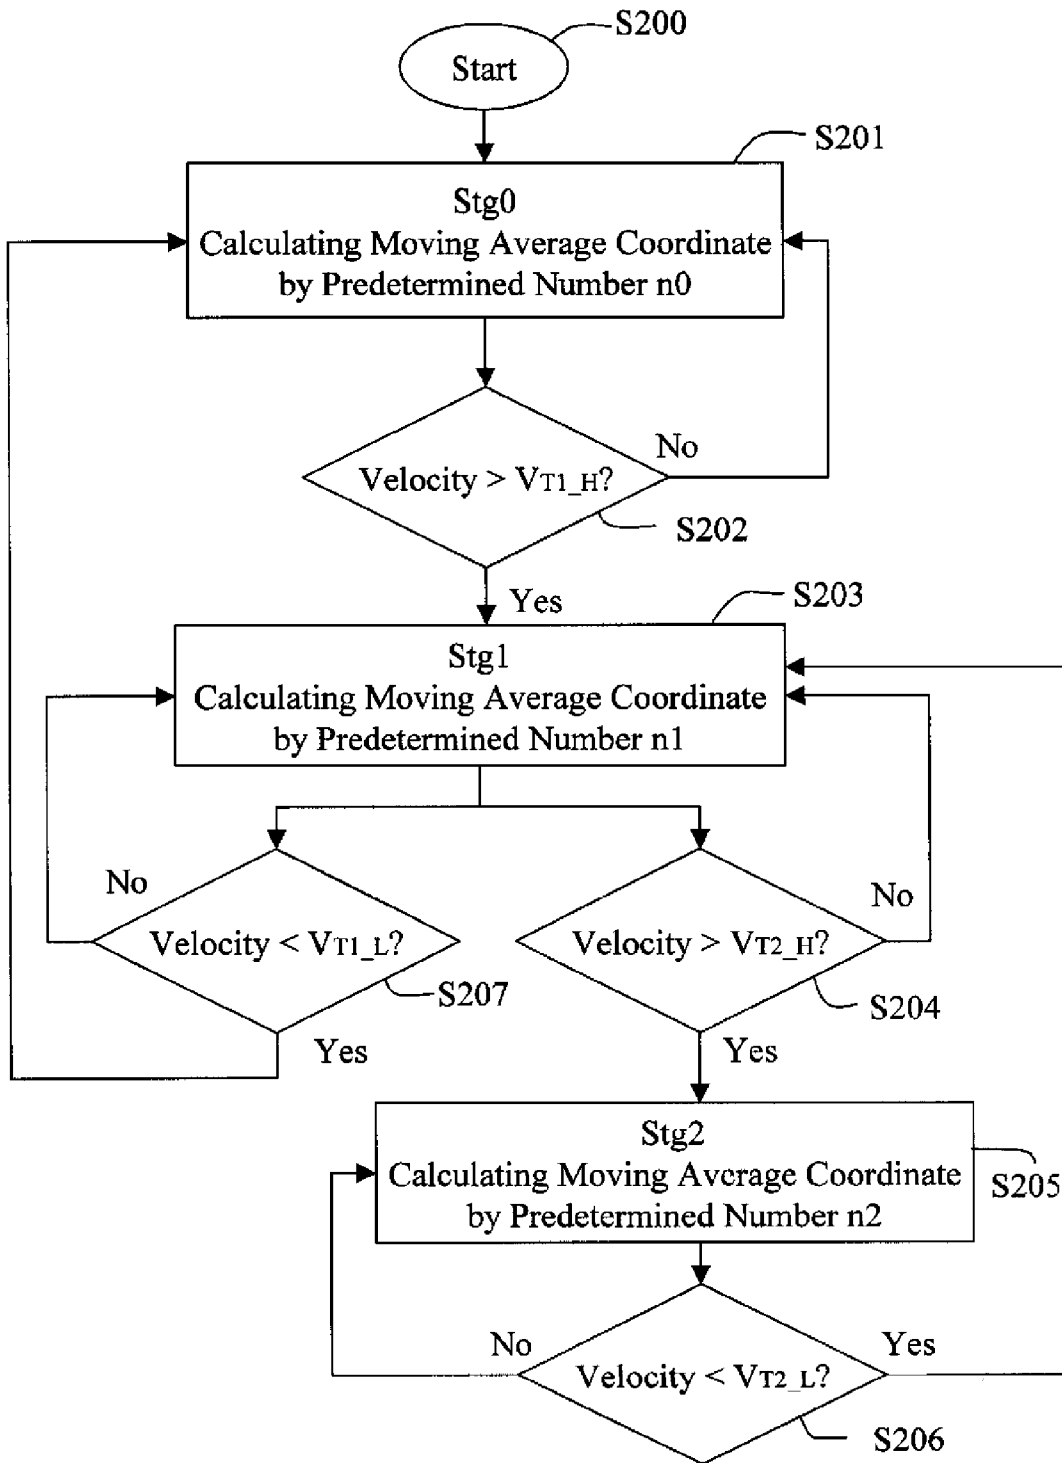 S200
Start
S201
Stg0
Calculating Moving Average Coordinate
by Predetermined Number n0
No
Velocity > VT1_H?
S202
Yes
S203
Stg1
Calculating Moving Average Coordinate
by Predetermined Number n1
No
No
Velocity < VT1_L?
Velocity > VT2_H?
S207
S204
Yes
Yes
Stg2
Calculating Moving Average Coordinate
by Predetermined Number n2
S205
No
Yes
Velocity < VT2_L?
S206